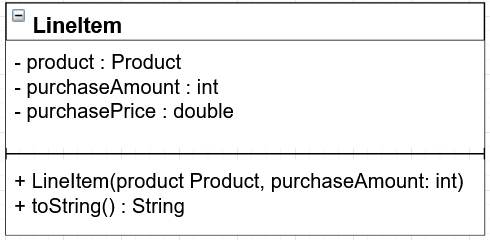 LineItem
- product : Product
- purchaseAmount : int
- purchasePrice : double
+ LineItem(product Product, purchaseAmount: int)
+ toString() : String